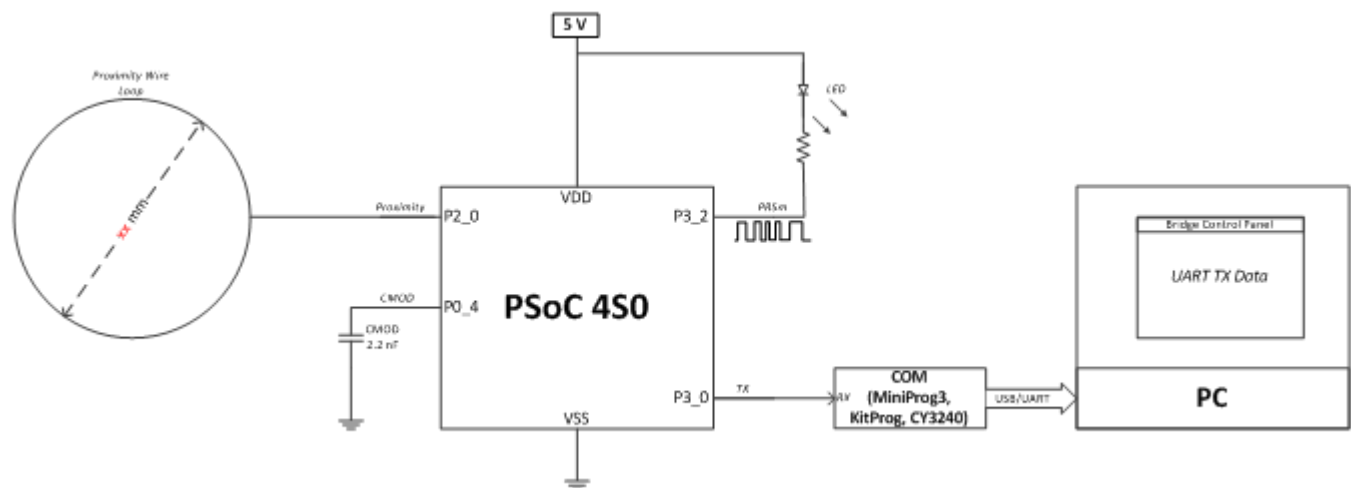 5 V
Proximity Wire
Loop
xx mm
LED
VDD
Proximity
P2_0
P3_2
PRSm
Bridge Control Panel
UART TX Data
CMOD
P0_4
PSoC 4S0
CMOD
2.2 nF
P3_0
TX
RX
COM
(MiniProg3,
KitProg, CY3240)
USB/UART
PC
VSS